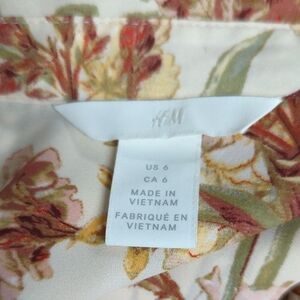 H&M
US 6
CA 6
MADE IN
VIETNAM
FABRIQUÉ EN
VIETNAM